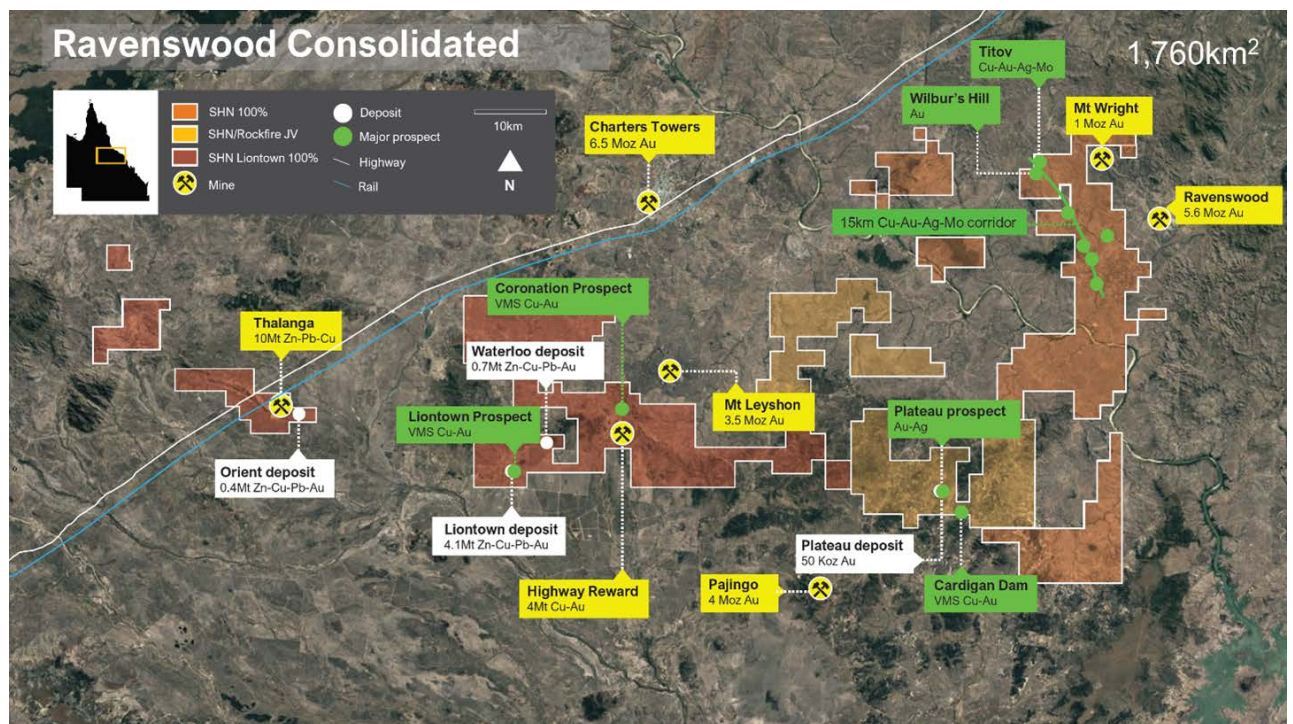 Ravenswood Consolidated
1,760km²
SHN 100%
SHN/Rockfire JV
SHN Liontown 100%
Mine
Deposit
Major prospect
Highway
Rail
10km
N
Titov
Cu-Au-Ag-Mo
Wilbur's Hill
Au
Mt Wright
1 Moz Au
Charters Towers
6.5 Moz Au
Ravenswood
5.6 Moz Au
15km Cu-Au-Ag-Mo corridor
Coronation Prospect
VMS Cu-Au
Thalanga
10Mt Zn-Pb-Cu
Waterloo deposit
0.7Mt Zn-Cu-Pb-Au
Mt Leyshon
3.5 Moz Au
Liontown Prospect
VMS Cu-Au
Plateau prospect
Au-Ag
Orient deposit
0.4Mt Zn-Cu-Pb-Au
Liontown deposit
4.1Mt Zn-Cu-Pb-Au
Plateau deposit
50 Koz Au
Highway Reward
4Mt Cu-Au
Pajingo
4 Moz Au
Cardigan Dam
VMS Cu-Au